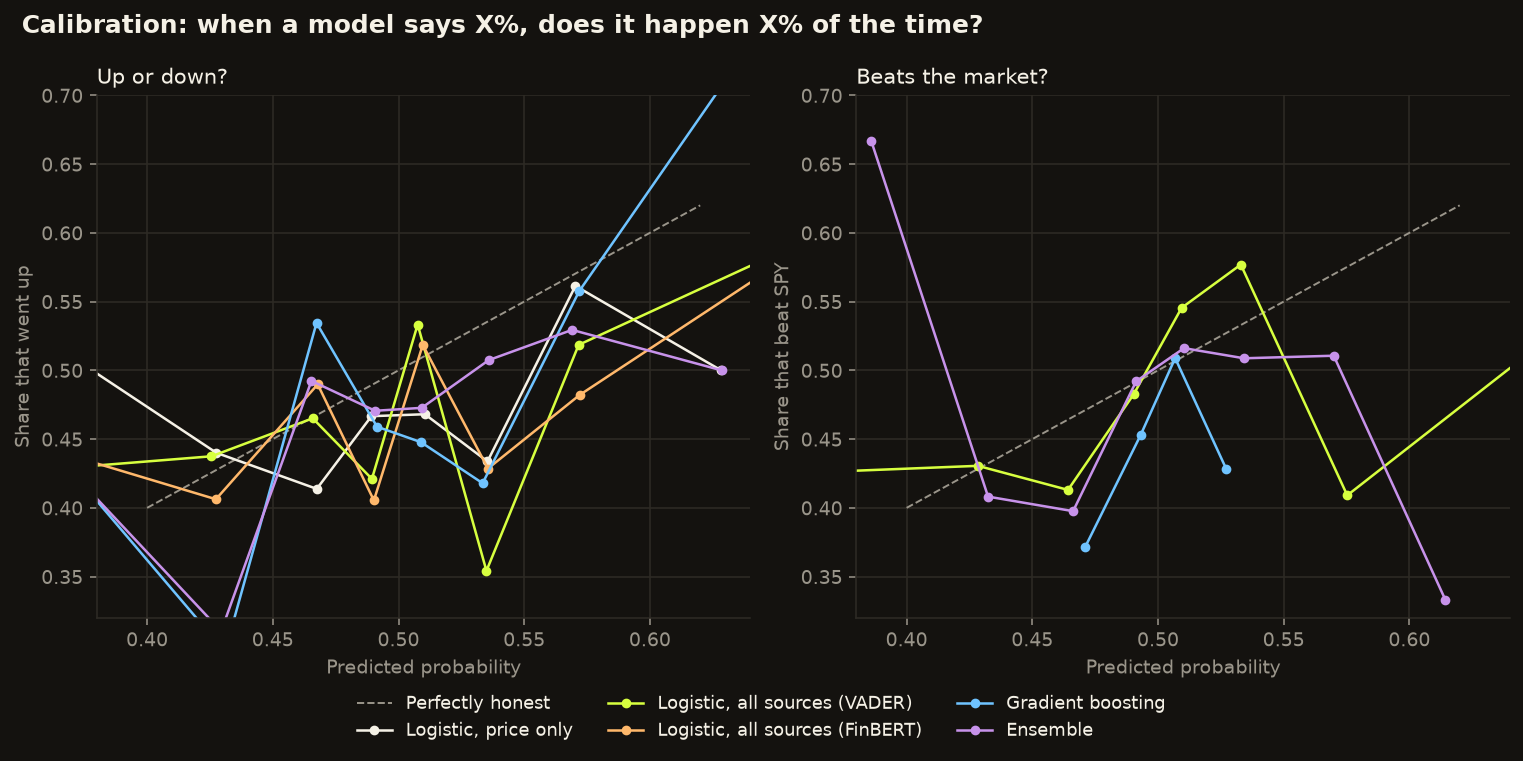 Calibration: when a model says X%, does it happen X% of the time?
Up or down?
0.70
0.65
0.60
0.55
0.50
0.45
0.40
0.35
Share that went up
0.40 0.45 0.50 0.55 0.60
Predicted probability
Beats the market?
0.70
0.65
0.60
0.55
0.50
0.45
0.40
0.35
Share that beat SPY
0.40 0.45 0.50 0.55 0.60
Predicted probability
Perfectly honest
Logistic, price only
Logistic, all sources (VADER)
Logistic, all sources (FinBERT)
Gradient boosting
Ensemble